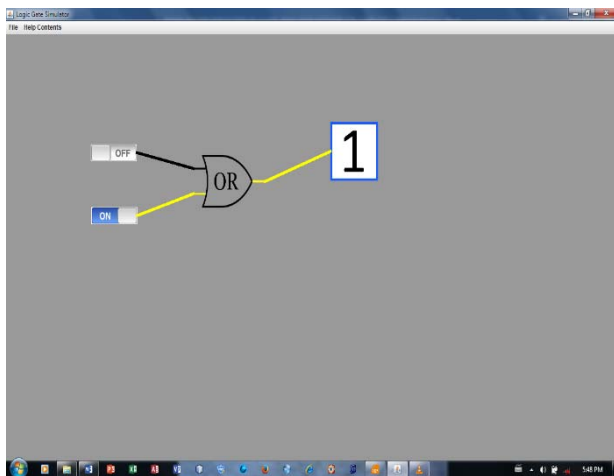 Logic Gate Simulator
File Help Contents
OFF
OR
1
ON
5:48 PM